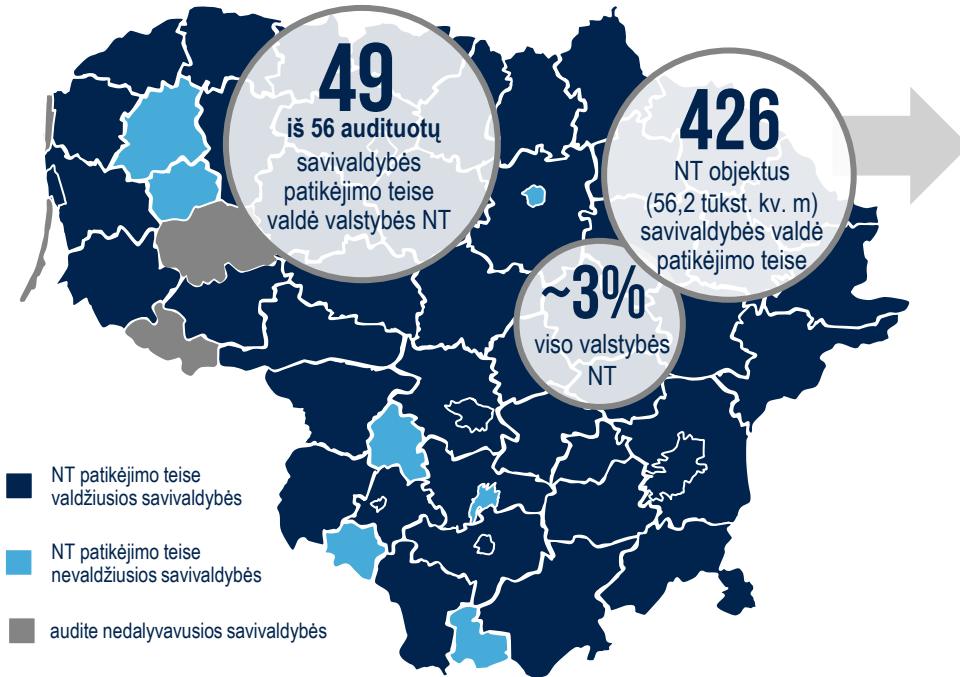 49
iš 56 audituotų
savivaldybės
patikėjimo teise
valdė valstybės NT
426
NT objektus
(56,2 tūkst. kv. m)
savivaldybės valdė
patikėjimo teise
~3%
viso valstybės
NT
NT patikėjimo teise
valdžiusios savivaldybės
NT patikėjimo teise
nevaldžiusios savivaldybės
audite nedalyvavusios savivaldybės